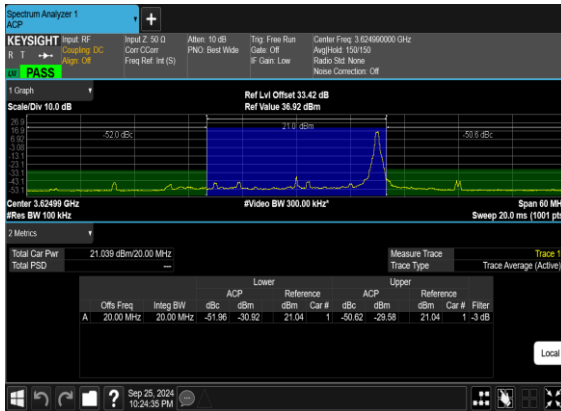 Spectrum Analyzer 1
ACP
+
KEYSIGHT
R T
LXI
PASS
Input: RF
Coupling: DC
Align: Off
Input Z: 50 Ω
Corr CCorr
Freq Ref: Int (S)
Atten: 10 dB
PNO: Best Wide
Trig: Free Run
Gate: Off
IF Gain: Low
Center Freq: 3.624990000 GHz
Avg|Hold: 150/150
Radio Std: None
Noise Correction: Off
1 Graph
Scale/Div 10.0 dB
Ref Lvl Offset 33.42 dB
Ref Value 36.92 dBm
26.9
16.9
6.92
-3.08
-13.1
-23.1
-33.1
-43.1
-53.1
-52.0 dBc
21.0 dBm
-50.6 dBc
Center 3.62499 GHz
#Res BW 100 kHz
#Video BW 300.00 kHz*
Span 60 MH
Sweep 20.0 ms (1001 pts
2 Metrics
Total Car Pwr 21.039 dBm/20.00 MHz
Total PSD ---
Measure Trace Trace 1
Trace Type Trace Average (Active)
Lower Upper
ACP Reference ACP Reference
Offs Freq Integ BW dBc dBm dBm Car # dBc dBm dBm Car # Filter
A 20.00 MHz 20.00 MHz -51.96 -30.92 21.04 1 -50.62 -29.58 21.04 1 -3 dB
Local
?
Sep 25, 2024
10:24:35 PM